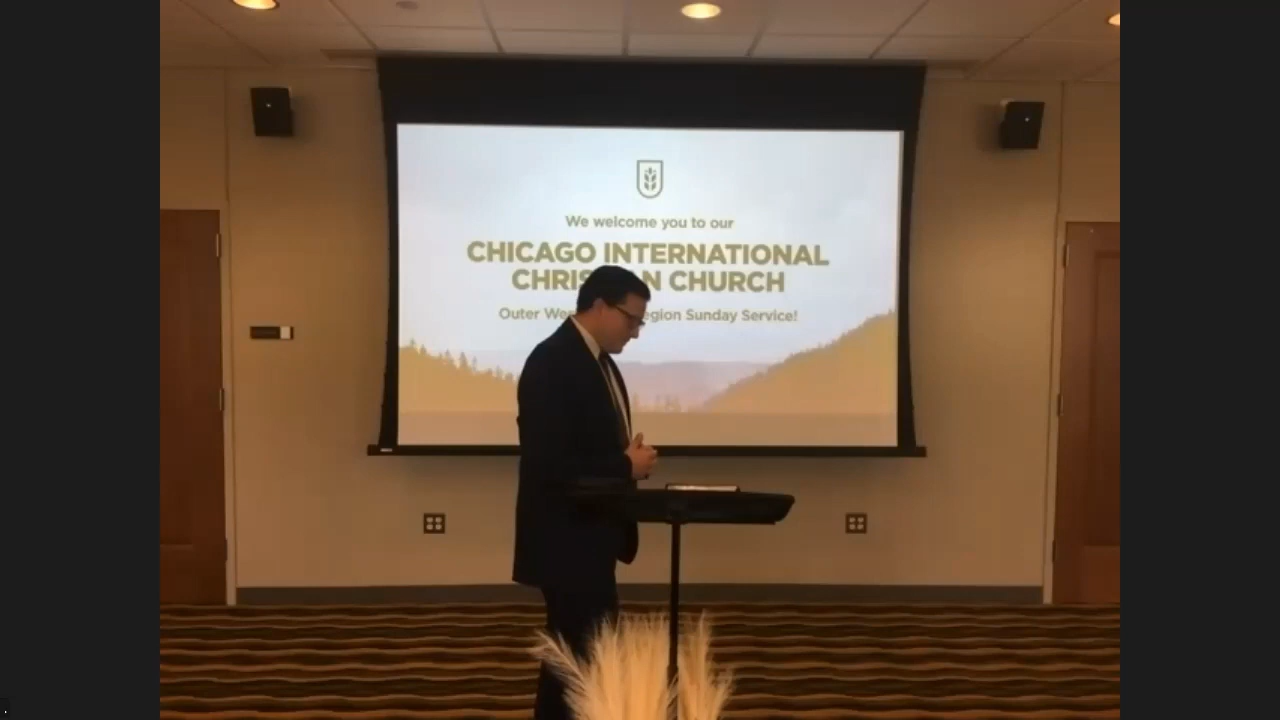 We welcome you to our
CHICAGO INTERNATIONAL
CHURCH
Outer Sunday Service!